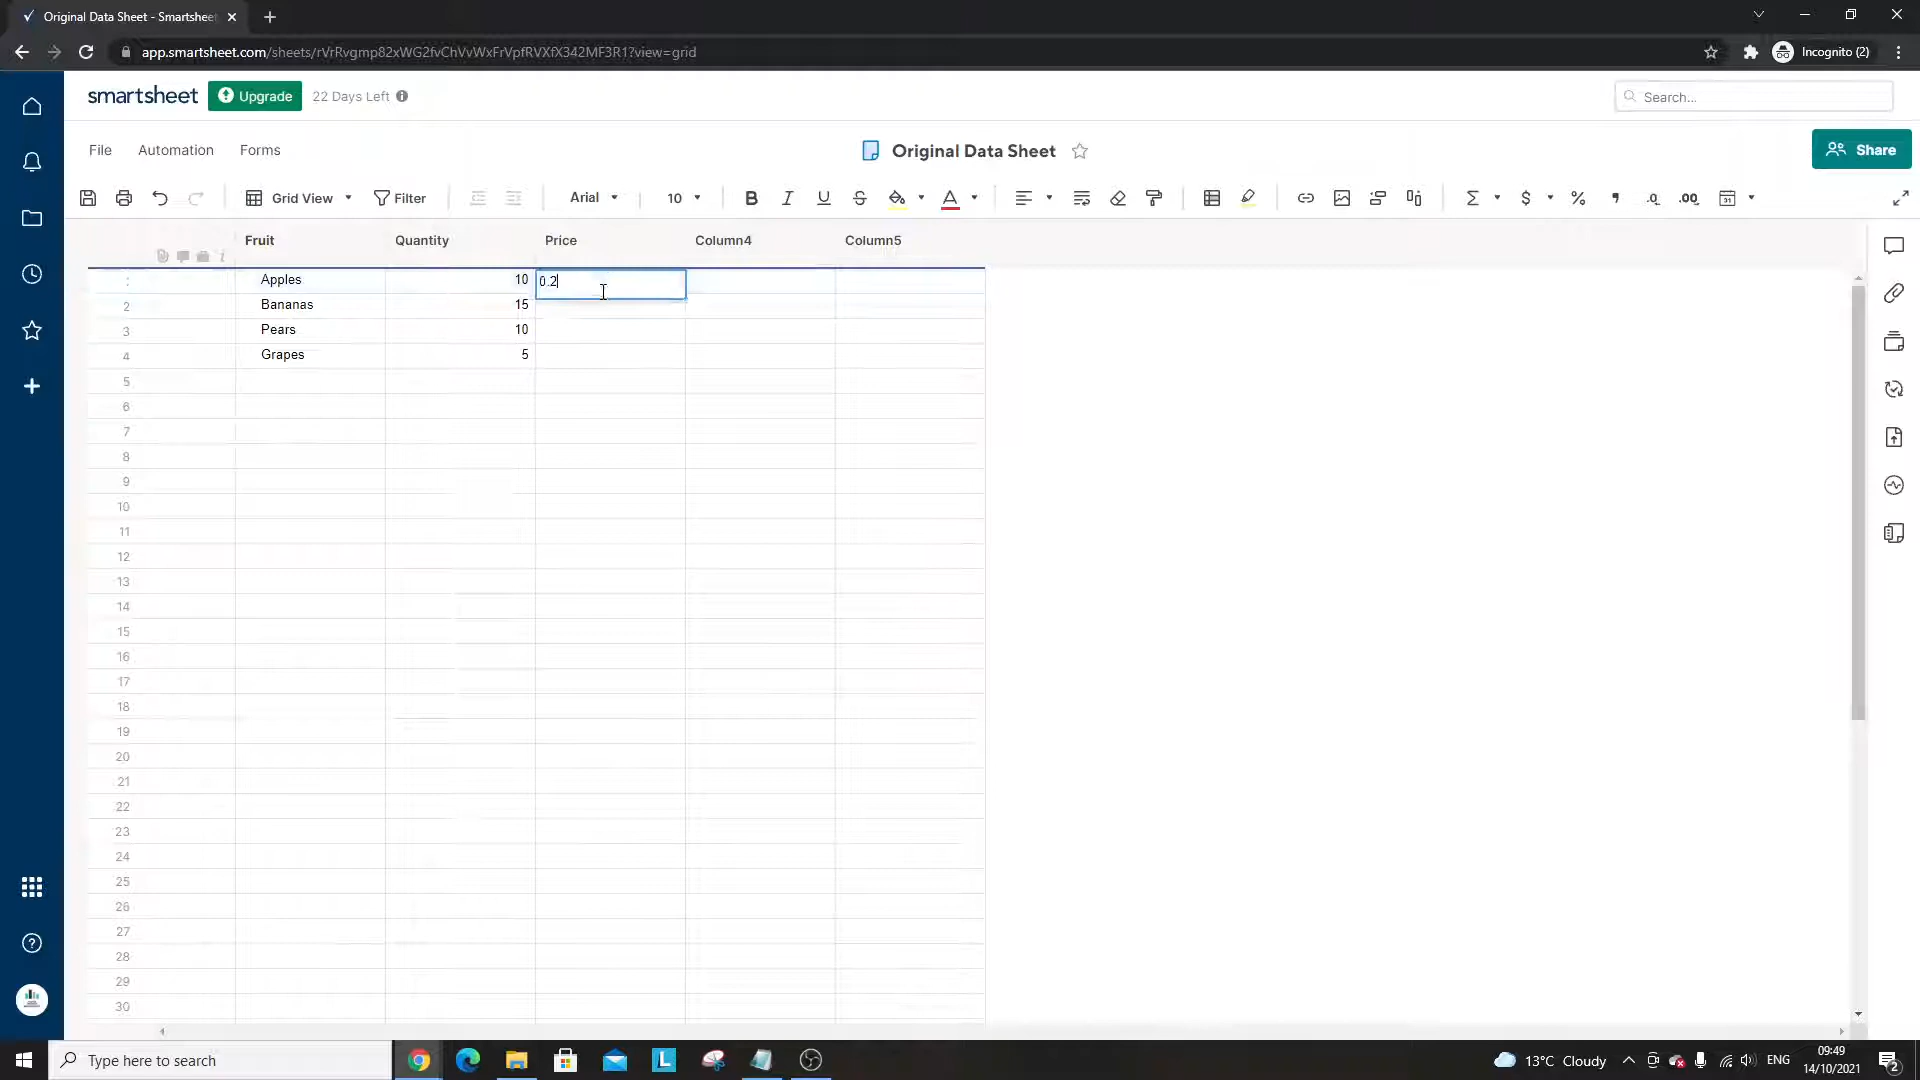 Original Data Sheet - Smartsheet
app.smartsheet.com/sheets/rVrRvgmp82xWG2fvChVvWxFrVpfRVXfX342MF3R1?view=grid
Incognito (2)
smartsheet
Upgrade
22 Days Left
Search...
File
Automation
Forms
Original Data Sheet
Share
Grid View
Filter
Arial
10
Fruit
Quantity
Price
Column4
Column5
Apples 10 0.2
2 Bananas 15
3 Pears 10
4 Grapes 5
5
6
7
8
9
10
11
12
13
14
15
16
17
18
19
20
21
22
23
24
25
26
27
28
29
30
Type here to search
13°C Cloudy
ENG
09:49
14/10/2021
2